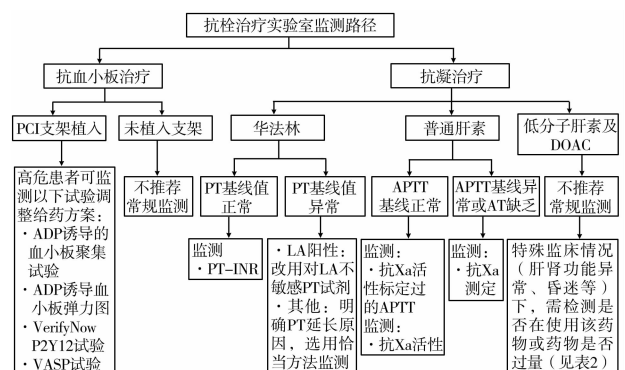 抗栓治疗实验室监测路径
抗血小板治疗
抗凝治疗
PCI支架植入
未植入支架
华法林
普通肝素
低分子肝素及
DOAC
高危患者可监
测以下试验调
整给药方案：
·ADP诱导的
血小板聚集
试验
·ADP诱导血
小板弹力图
·VerifyNow
P2Y12试验
·VASP试验
不推荐
常规监测
PT基线值
正常
PT基线值
异常
APTT
基线正常
APTT基线异
常或AT缺乏
不推荐
常规监测
监测
·PT-INR
·LA阳性：
改用对LA不
敏感PT试剂
·其他：明
确PT延长原
因，选用恰
当方法监测
监测：
·抗Xa活
性标定过
的APTT
监测：
·抗Xa活性
监测：
·抗Xa
测定
特殊监床情况
（肝肾功能异
常、昏迷等）
下，需检测是
否在使用该药
物或药物是否
过量（见表2）